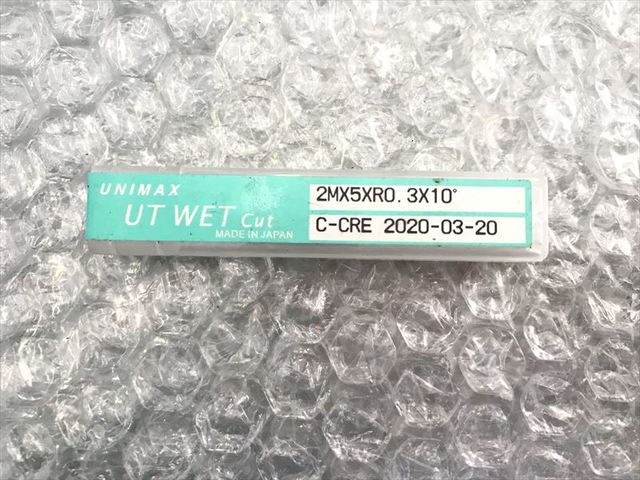 UNIMAX
UT WET Cut
MADE IN JAPAN
2MX5XR0.3X10°
C-CRE 2020-03-20